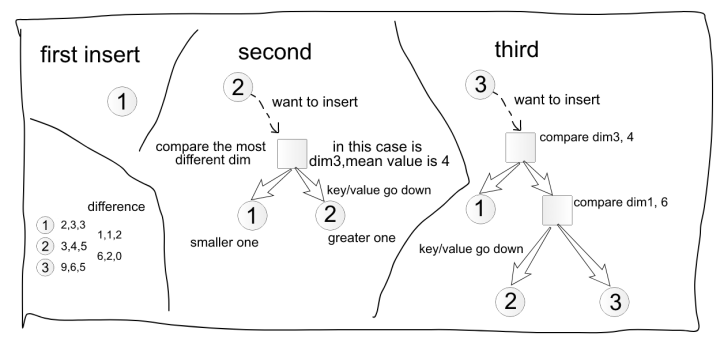 first insert
1
difference
1 2,3,3
1,1,2
2 3,4,5
6,2,0
3 9,6,5
second
2
want to insert
compare the most
different dim
in this case is
dim3,mean value is 4
key/value go down
1
2
smaller one
greater one
third
3
want to insert
compare dim3, 4
1
compare dim1, 6
key/value go down
2
3